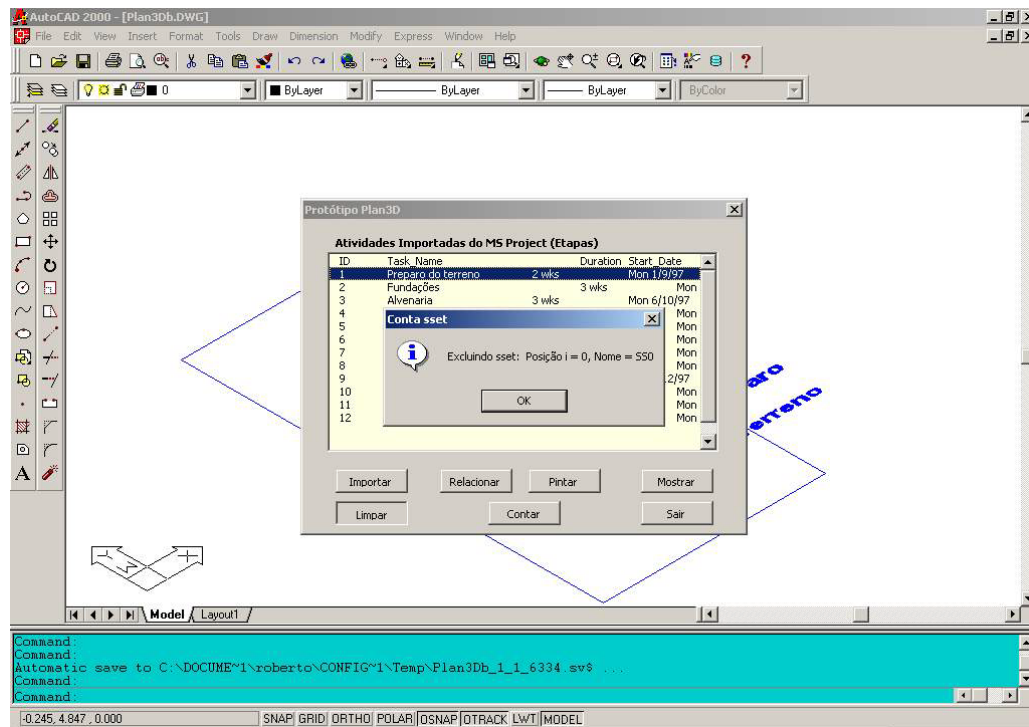 AutoCAD 2000 - [Plan3Db.DWG]
File Edit View Insert Format Tools Draw Dimension Modify Express Window Help
0 ByLayer ByLayer ByLayer ByColor
Protótipo Plan3D
Atividades Importadas do MS Project (Etapas)
ID Task_Name Duration Start_Date
1 Preparo do terreno 2 wks Mon 1/9/97
2 Fundações 3 wks Mon
3 Alvenaria 3 wks Mon 6/10/97
4 Mon
5 Mon
6 Mon
7 Mon
8 Mon
9 2/97
10 Mon
11 Mon
12 Mon
Conta sset
Excluindo sset: Posição i = 0, Nome = SS0
OK
aro
terreno
Importar Relacionar Pintar Mostrar
Limpar Contar Sair
Model Layout1
Command:
Command:
Automatic save to C:\DOCUME~1\roberto\CONFIG~1\Temp\Plan3Db_1_1_6334.sv$ ...
Command:
Command:
-0.245, 4.847, 0.000 SNAP GRID ORTHO POLAR OSNAP OTRACK LWT MODEL